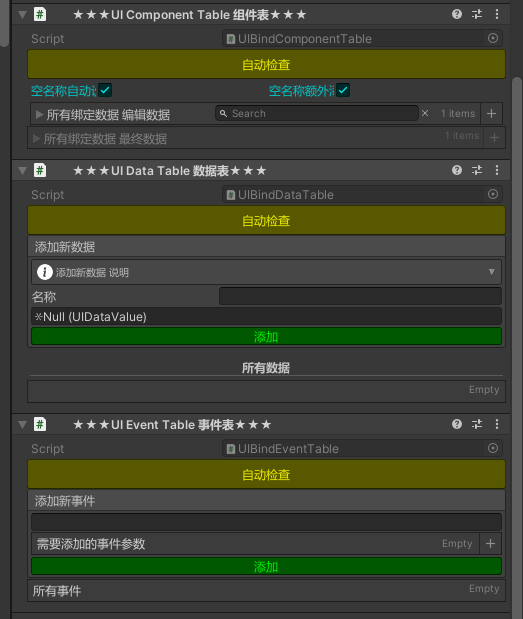 ★★★UI Component Table 组件表★★★
Script UIBindComponentTable
自动检查
空名称自动 空名称额外
所有绑定数据 编辑数据 Search 1 items
所有绑定数据 最终数据 1 items
★★★UI Data Table 数据表★★★
Script UIBindDataTable
自动检查
添加新数据
添加新数据 说明
名称
※Null (UIDataValue)
添加
所有数据
Empty
★★★UI Event Table 事件表★★★
Script UIBindEventTable
自动检查
添加新事件
需要添加的事件参数 Empty
添加
所有事件 Empty